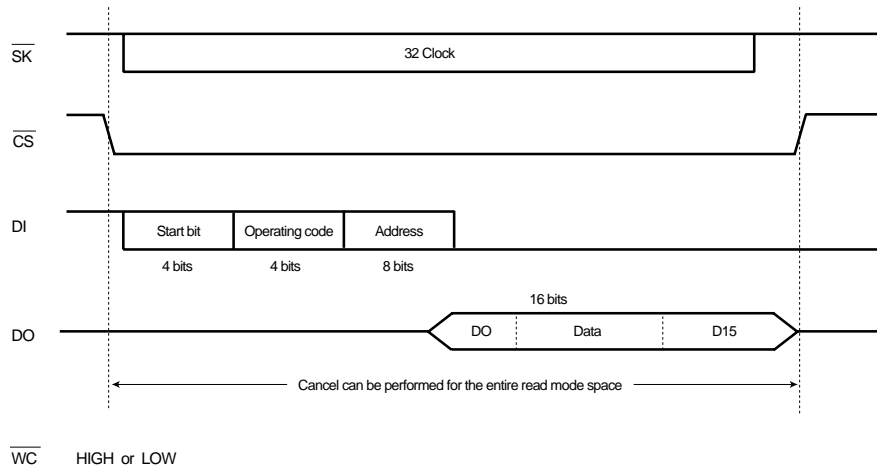 SK
32 Clock
CS
DI
Start bit
Operating code
Address
4 bits
4 bits
8 bits
16 bits
DO
DO
Data
D15
Cancel can be performed for the entire read mode space
WC
HIGH or LOW